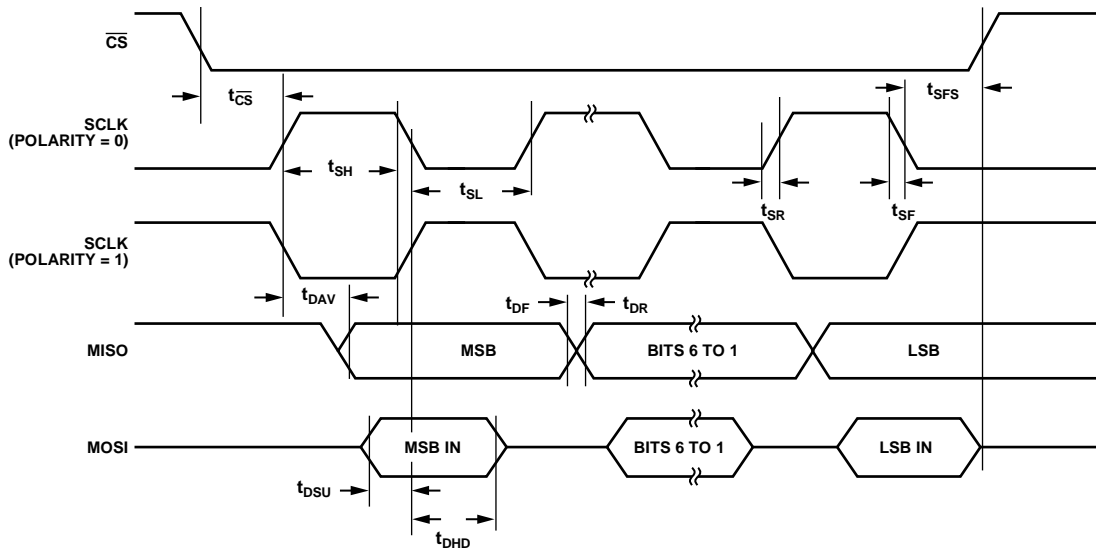 CS
tCS
tSFS
SCLK
(POLARITY = 0)
tSH
tSL
tSR
tSF
SCLK
(POLARITY = 1)
tDAV
tDF
tDR
MISO
MSB
BITS 6 TO 1
LSB
MOSI
MSB IN
BITS 6 TO 1
LSB IN
tDSU
tDHD